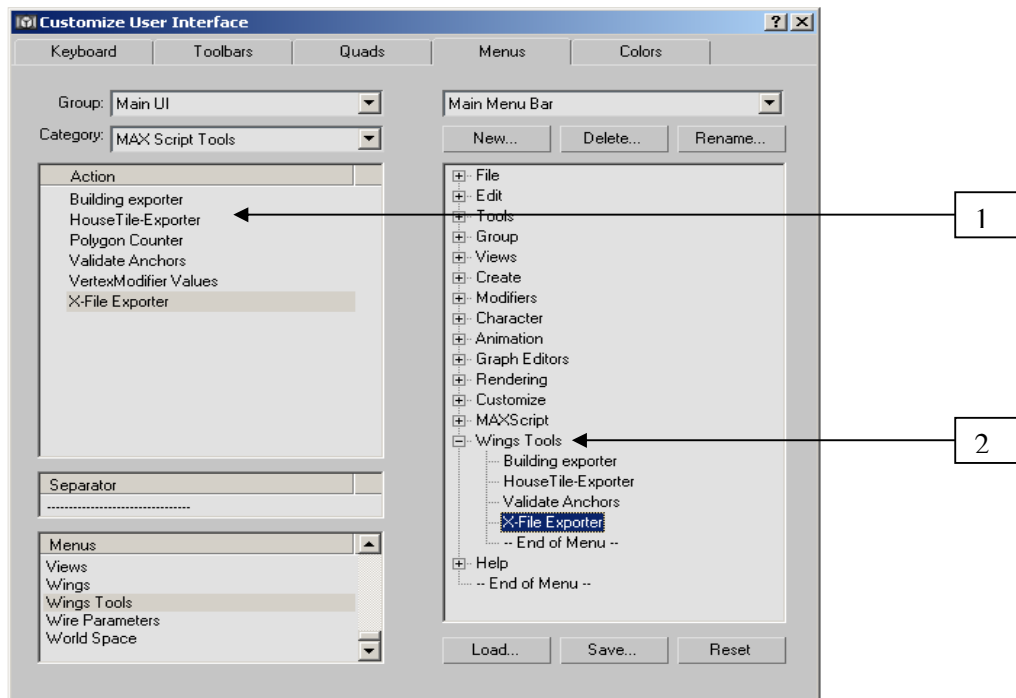 Customize User Interface
Keyboard Toolbars Quads Menus Colors
Group: Main UI
Category: MAX Script Tools
Action
Building exporter
HouseTile-Exporter
Polygon Counter
Validate Anchors
VertexModifier Values
X-File Exporter
Separator
---------------------------------
Menus
Views
Wings
Wings Tools
Wire Parameters
World Space
Main Menu Bar
New... Delete... Rename...
File
Edit
Tools
Group
Views
Create
Modifiers
Character
Animation
Graph Editors
Rendering
Customize
MAXScript
Wings Tools
Building exporter
HouseTile-Exporter
Validate Anchors
X-File Exporter
-- End of Menu --
Help
-- End of Menu --
Load... Save... Reset
1
2